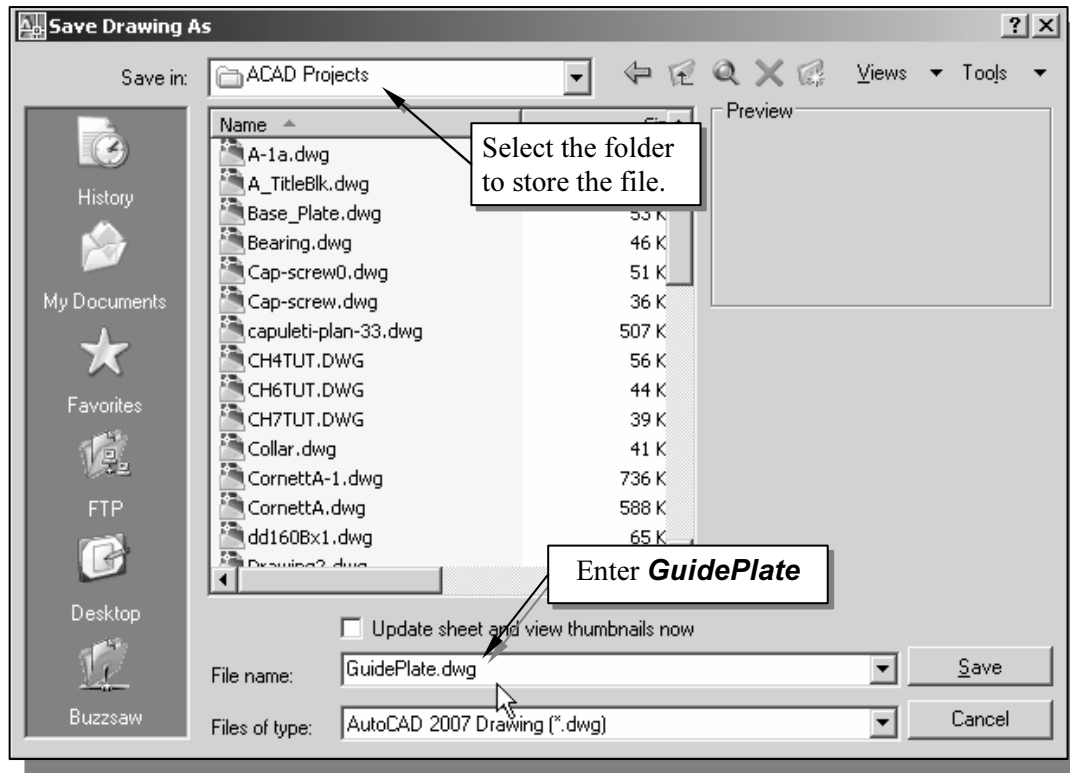 Save Drawing As
Save in:
ACAD Projects
Views
Tools
History
My Documents
Favorites
FTP
Desktop
Buzzsaw
Name
Select the folder
to store the file.
A-1a.dwg
A_TitleBlk.dwg
Base_Plate.dwg 53 K
Bearing.dwg 46 K
Cap-screw0.dwg 51 K
Cap-screw.dwg 36 K
capuleti-plan-33.dwg 507 K
CH4TUT.DWG 56 K
CH6TUT.DWG 44 K
CH7TUT.DWG 39 K
Collar.dwg 41 K
CornettA-1.dwg 736 K
CornettA.dwg 588 K
dd160Bx1.dwg 65 K
Drawing2.dwg
Preview
Enter GuidePlate
Update sheet and view thumbnails now
File name:
GuidePlate.dwg
Save
Files of type:
AutoCAD 2007 Drawing (*.dwg)
Cancel